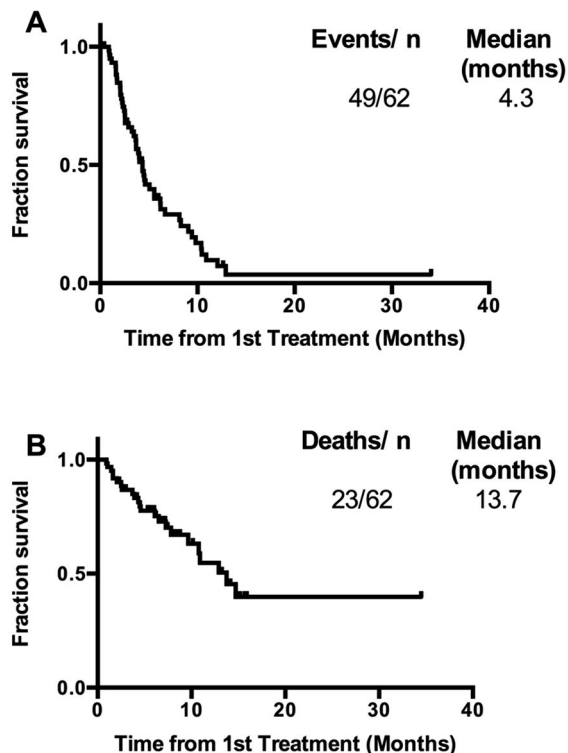 A
Events/ n Median
(months)
49/62 4.3
Fraction survival
1.0
0.5
0.0
0 10 20 30 40
Time from 1st Treatment (Months)
B
Deaths/ n Median
(months)
23/62 13.7
Fraction survival
1.0
0.5
0.0
0 10 20 30 40
Time from 1st Treatment (Months)